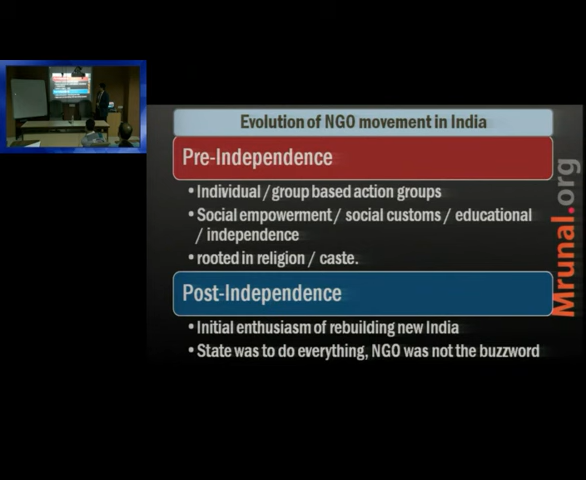 Evolution of NGO movement in India
Pre-Independence
• Individual / group based action groups
• Social empowerment / social customs / educational
/ independence
• rooted in religion / caste.
Post-Independence
• Initial enthusiasm of rebuilding new India
• State was to do everything, NGO was not the buzzword
Mrunal.org